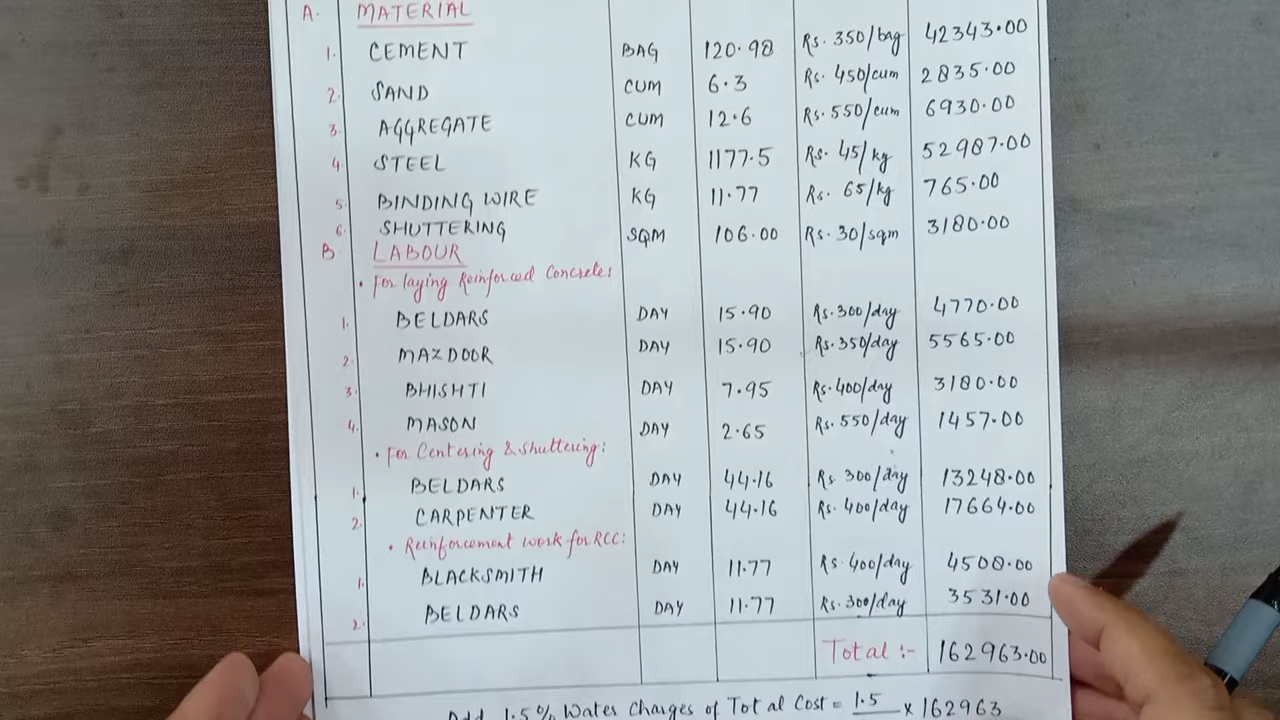 A. MATERIAL
1. CEMENT BAG 120.98 Rs. 350/bag 42343.00
2. SAND CUM 6.3 Rs. 450/cum 2835.00
3. AGGREGATE CUM 12.6 Rs. 550/cum 6930.00
4. STEEL KG 1177.5 Rs. 45/kg 52987.00
5. BINDING WIRE KG 11.77 Rs. 65/kg 765.00
6. SHUTTERING SQM 106.00 Rs. 30/sqm 3180.00
B. LABOUR
• For laying Reinforced Concrete:
1. BELDARS DAY 15.90 Rs. 300/day 4770.00
2. MAZDOOR DAY 15.90 Rs. 350/day 5565.00
3. BHISHTI DAY 7.95 Rs. 400/day 3180.00
4. MASON DAY 2.65 Rs. 550/day 1457.00
• For Centering & Shuttering:
1. BELDARS DAY 44.16 Rs. 300/day 13248.00
2. CARPENTER DAY 44.16 Rs. 400/day 17664.00
• Reinforcement work for RCC:
1. BLACKSMITH DAY 11.77 Rs. 400/day 4508.00
2. BELDARS DAY 11.77 Rs. 300/day 3531.00
Total :- 162963.00
Add 1.5% Water Charges of Total Cost = 1.5 × 162963